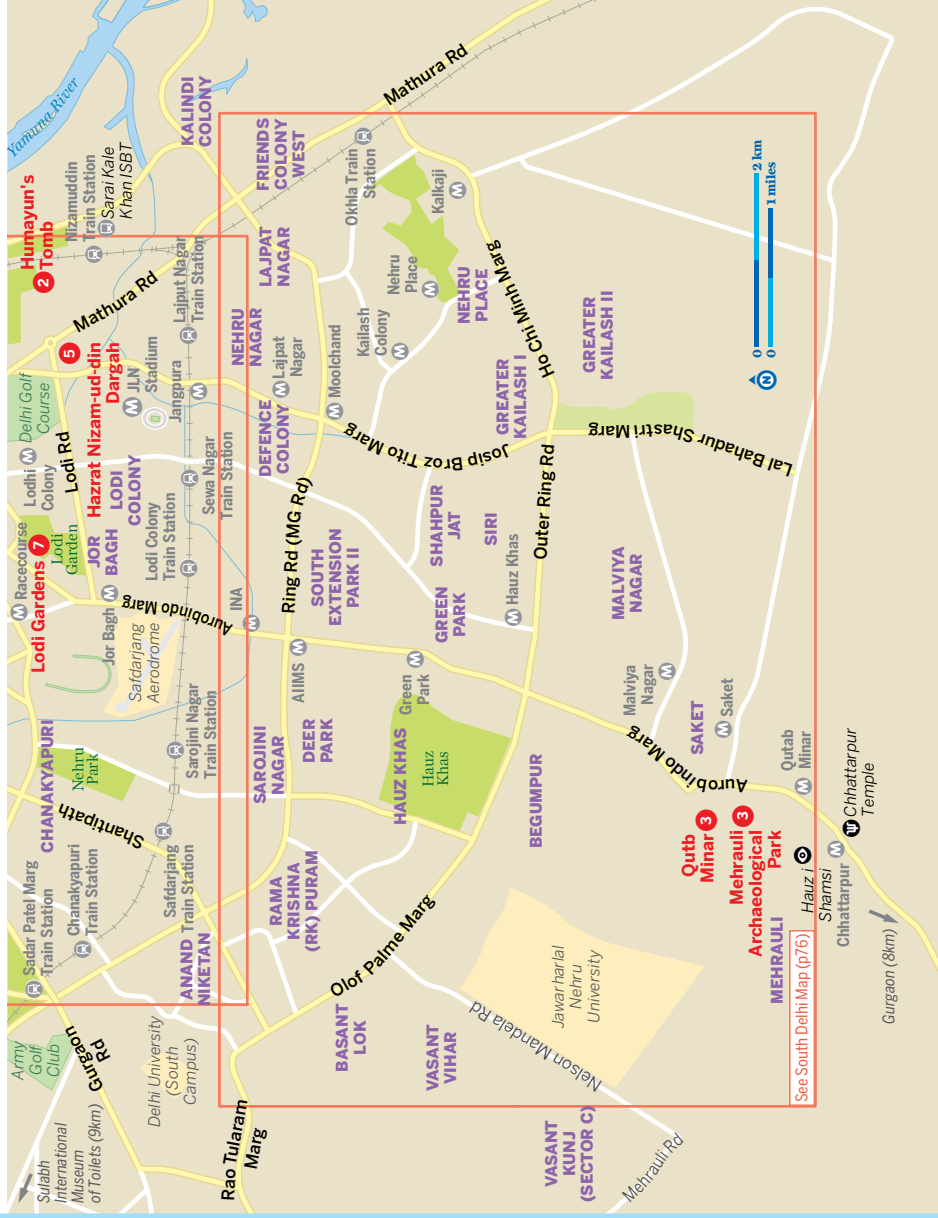 Sulabh
International
Museum
of Toilets (9km)
Army
Golf
Club
Gurgaon
Rd
Sadar Patel Marg
Train Station
Chanakyapuri
Train Station
CHANAKYAPURI
Nehru
Park
Shantipath
Safdarjang
Train Station
Sarojini Nagar
Train Station
Safdarjang
Aerodrome
Jor Bagh
Racecourse
Lodi Gardens 7
Lodi
Garden
JOR
BAGH
Lodhi
Colony
Lodi Rd
Delhi Golf
Course
5
Hazrat Nizam-ud-din
Dargah
LODI
COLONY
Lodi Colony
Train Station
JLN
Stadium
Jangpura
Sewa Nagar
Train Station
Lajput Nagar
Train Station
Mathura Rd
Humayun's
2 Tomb
Nizamuddin
Train Station
Sarai Kale
Khan ISBT
Yamuna River
KALINDI
COLONY
Mathura Rd
Delhi University
(South
Campus)
ANAND
NIKETAN
Rao Tularam
Marg
Aurobindo Marg
INA
Ring Rd (MG Rd)
AIIMS
SAROJINI
NAGAR
DEER
PARK
RAMA
KRISHNA
(RK) PURAM
SOUTH
EXTENSION
PARK II
DEFENCE
COLONY
Lajpat
Nagar
NEHRU
NAGAR
LAJPAT
NAGAR
FRIENDS
COLONY
WEST
Okhla Train
Station
Moolchand
Kailash
Colony
Nehru
Place
Kalkaji
NEHRU
PLACE
Josip Broz Tito Marg
BASANT
LOK
Olof Palme Marg
VASANT
VIHAR
HAUZ KHAS
Hauz
Khas
Green
Park
GREEN
PARK
SHAHPUR
JAT
SIRI
Hauz Khas
GREATER
KAILASH I
Ho Chi Minh Marg
Outer Ring Rd
Nelson Mandela Rd
Jawarharlal
Nehru
University
BEGUMPUR
VASANT
KUNJ
(SECTOR C)
Mehrauli Rd
MALVIYA
NAGAR
GREATER
KAILASH II
Lal Bahadur Shastri Marg
Malviya
Nagar
SAKET
Saket
Aurobindo Marg
Qutb
Minar 3
Mehrauli 3
Archaeological
Park
MEHRAULI
Hauz i
Shamsi
Qutab
Minar
Chhattarpur
Chhattarpur
Temple
Gurgaon (8km)
See South Delhi Map (p76)
N
0 2 km
0 1 miles